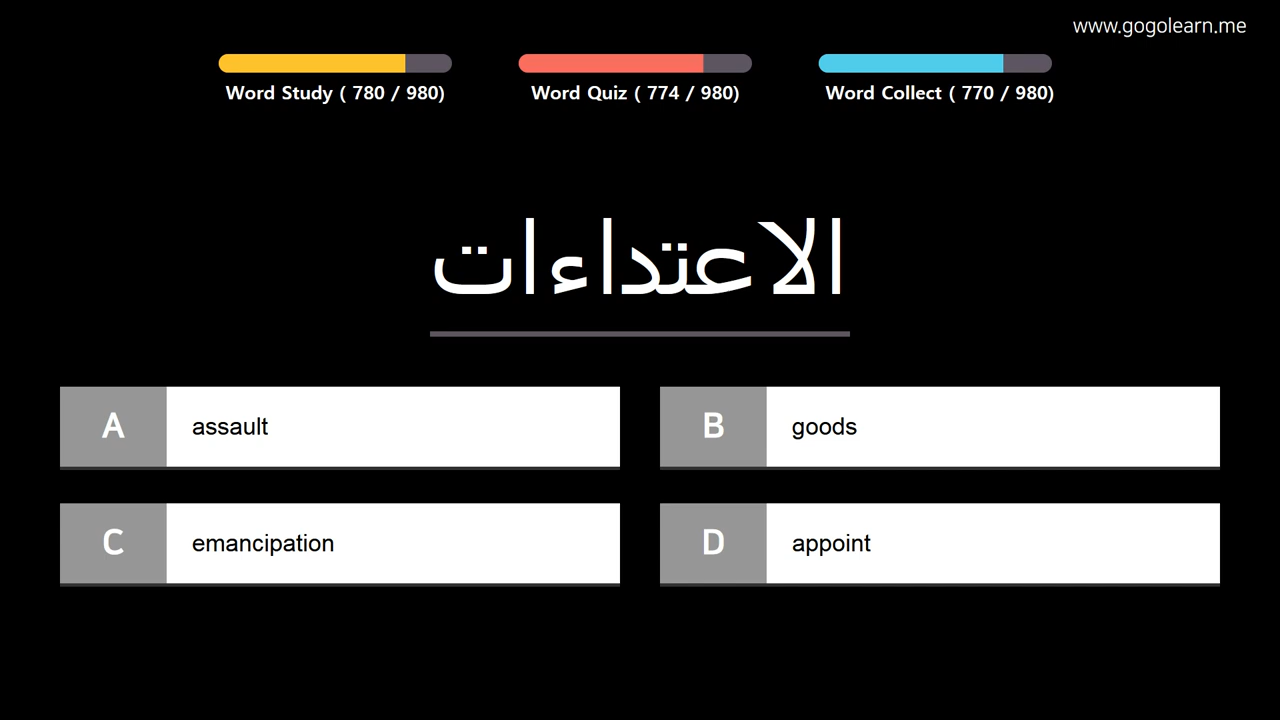 www.gogolearn.me
Word Study ( 780 / 980)
Word Quiz ( 774 / 980)
Word Collect ( 770 / 980)
الاعتداءات
A assault
B goods
C emancipation
D appoint